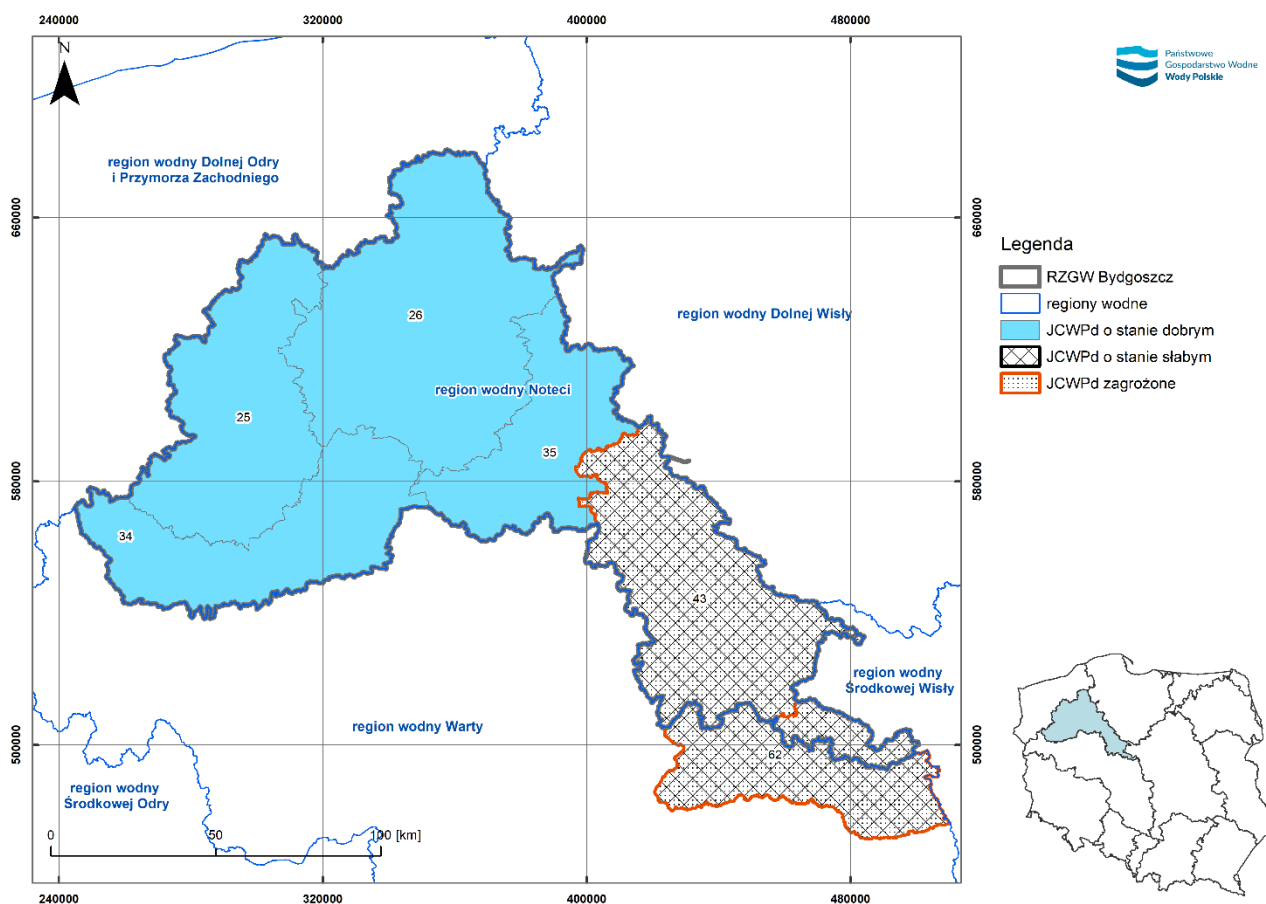 240000
320000
400000
480000
N
Państwowe
Gospodarstwo Wodne
Wody Polskie
region wodny Dolnej Odry
i Przymorza Zachodniego
660000
660000
Legenda
RZGW Bydgoszcz
regiony wodne
JCWPd o stanie dobrym
JCWPd o stanie słabym
JCWPd zagrożone
26
region wodny Dolnej Wisły
region wodny Noteci
25
35
580000
580000
34
43
region wodny
Środkowej Wisły
region wodny Warty
500000
500000
62
region wodny
Środkowej Odry
0
50
100 [km]
240000
320000
400000
480000